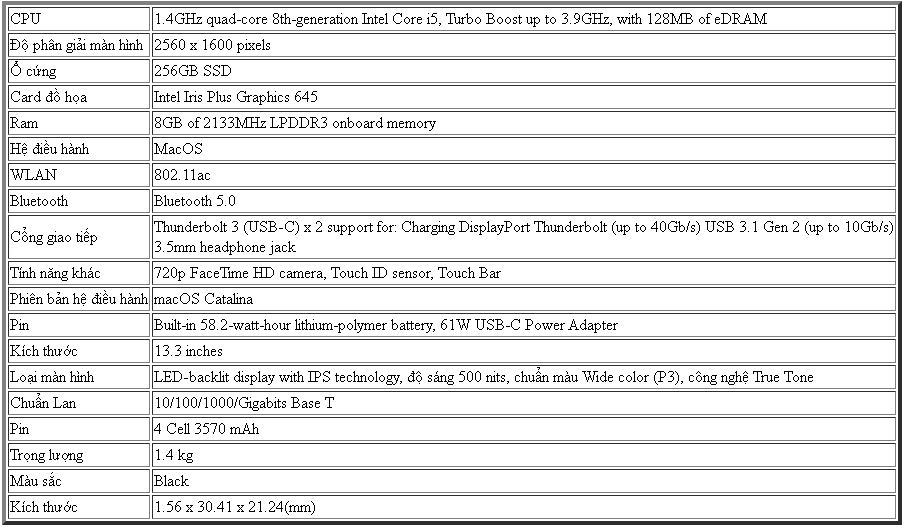 CPU 1.4GHz quad-core 8th-generation Intel Core i5, Turbo Boost up to 3.9GHz, with 128MB of eDRAM
Độ phân giải màn hình 2560 x 1600 pixels
Ổ cứng 256GB SSD
Card đồ họa Intel Iris Plus Graphics 645
Ram 8GB of 2133MHz LPDDR3 onboard memory
Hệ điều hành MacOS
WLAN 802.11ac
Bluetooth Bluetooth 5.0
Cổng giao tiếp Thunderbolt 3 (USB-C) x 2 support for: Charging DisplayPort Thunderbolt (up to 40Gb/s) USB 3.1 Gen 2 (up to 10Gb/s)
3.5mm headphone jack
Tính năng khác 720p FaceTime HD camera, Touch ID sensor, Touch Bar
Phiên bản hệ điều hành macOS Catalina
Pin Built-in 58.2-watt-hour lithium-polymer battery, 61W USB-C Power Adapter
Kích thước 13.3 inches
Loại màn hình LED-backlit display with IPS technology, độ sáng 500 nits, chuẩn màu Wide color (P3), công nghệ True Tone
Chuẩn Lan 10/100/1000/Gigabits Base T
Pin 4 Cell 3570 mAh
Trọng lượng 1.4 kg
Màu sắc Black
Kích thước 1.56 x 30.41 x 21.24(mm)